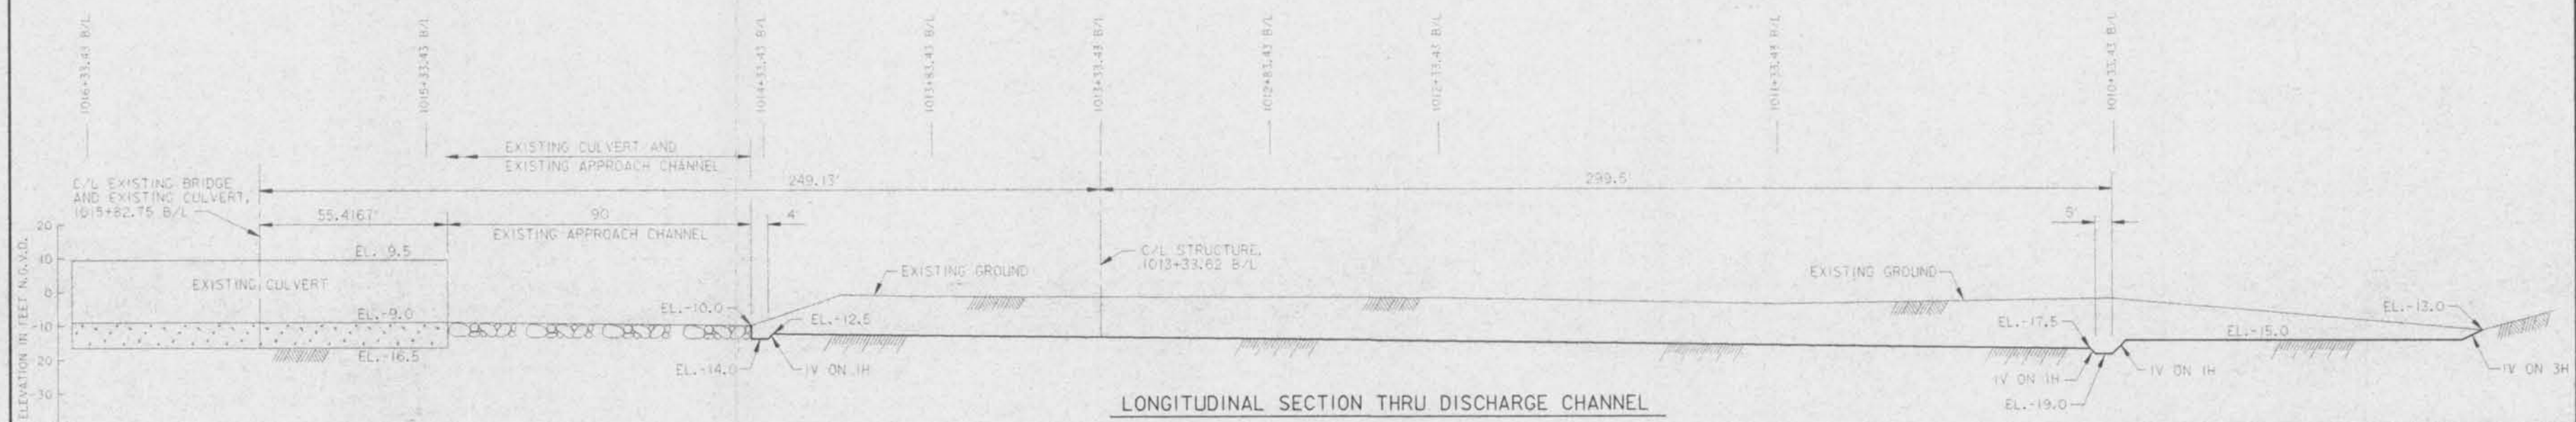 1016+33.43 B/L
1015+33.43 B/L
1014+33.43 B/L
1013+83.43 B/L
1013+33.43 B/L
1012+83.43 B/L
1012+33.43 B/L
1011+33.43 B/L
1010+33.43 B/L
EXISTING CULVERT AND
EXISTING APPROACH CHANNEL
C/L EXISTING BRIDGE
AND EXISTING CULVERT,
1015+82.75 B/L
249.13'
299.5'
55.4167'
90
4'
5'
EXISTING APPROACH CHANNEL
C/L STRUCTURE,
1013+33.62 B/L
ELEVATION IN FEET N.G.V.D.
20
10
0
-10
20
-30
EL. 9.5
EXISTING CULVERT
EL.-9.0
EL.-16.5
EL.-10.0
EL.-12.5
EL.-14.0
1V ON 1H
EXISTING GROUND
EXISTING GROUND
EL.-17.5
1V ON 1H
EL.-19.0
1V ON 1H
EL.-15.0
EL.-13.0
1V ON 3H
LONGITUDINAL SECTION THRU DISCHARGE CHANNEL